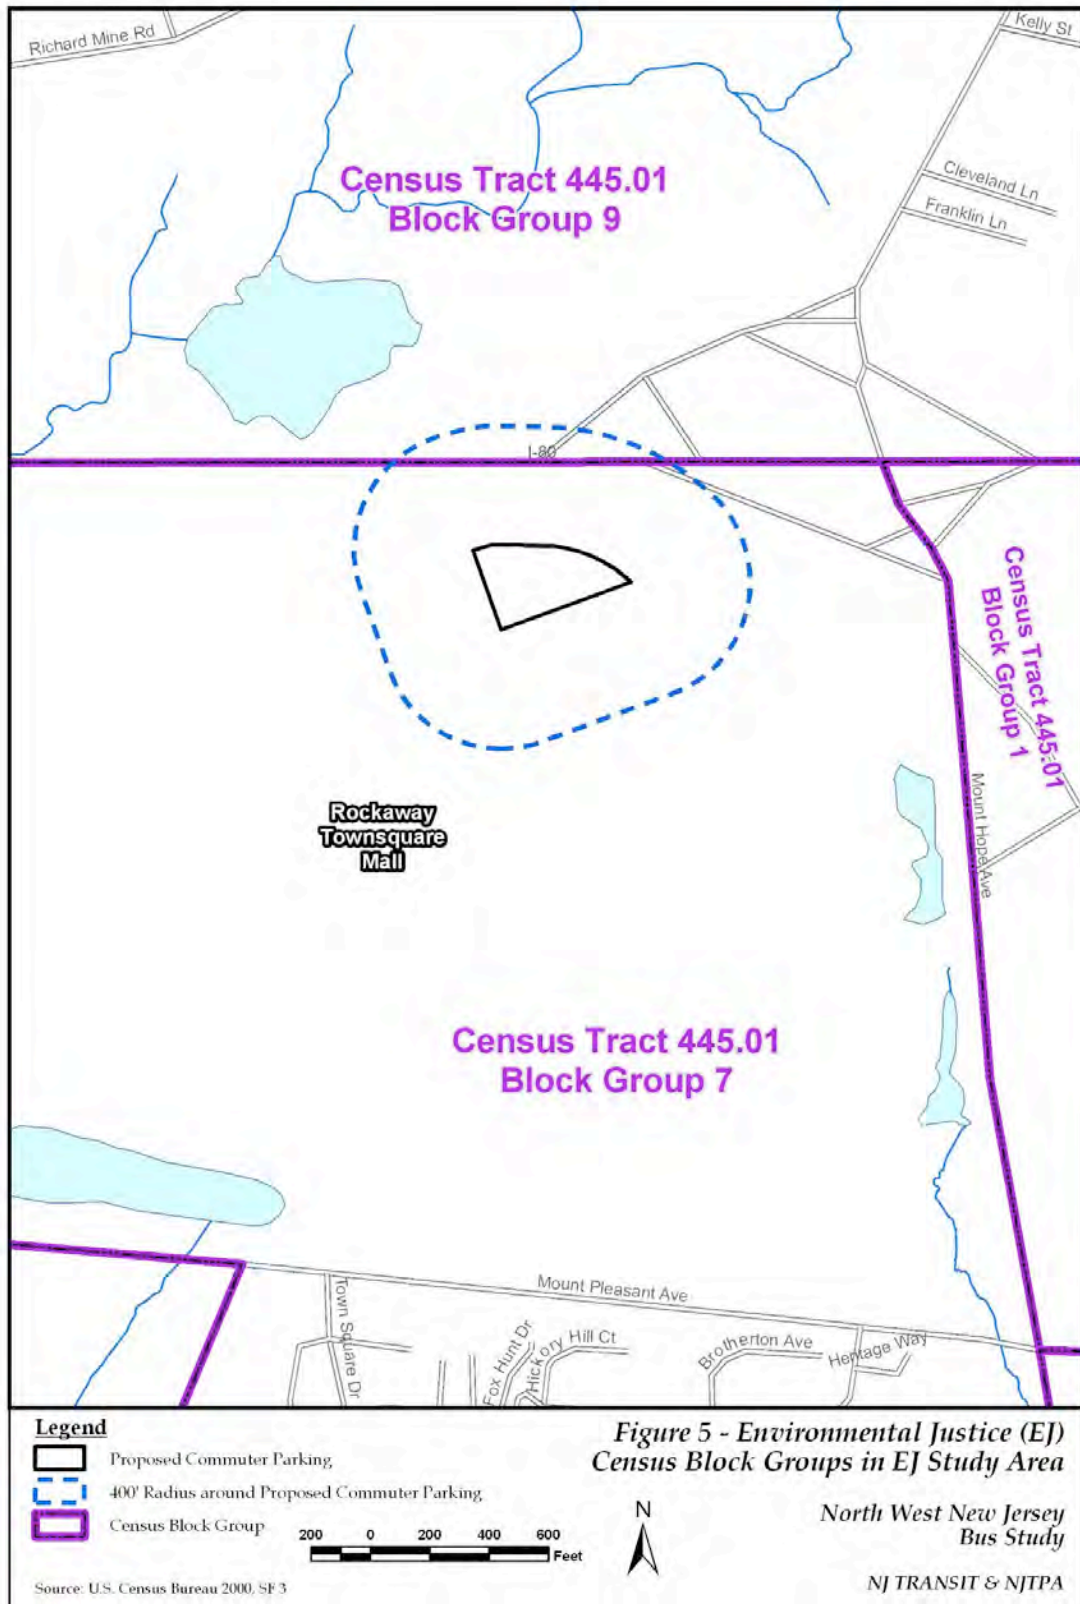 Richard Mine Rd
Kelly St
Census Tract 445.01
Block Group 9
Cleveland Ln
Franklin Ln
I-80
Census Tract 445.01
Block Group 1
Rockaway
Townsquare
Mall
Mount Hope Ave
Census Tract 445.01
Block Group 7
Mount Pleasant Ave
Town Square Dr
Fox Hunt Dr
Hickory Hill Ct
Brotherton Ave
Heritage Way
Legend
Proposed Commuter Parking
400' Radius around Proposed Commuter Parking
Census Block Group
200 0 200 400 600
Feet
N
Source: U.S. Census Bureau 2000, SF 3
Figure 5 - Environmental Justice (EJ)
Census Block Groups in EJ Study Area
North West New Jersey
Bus Study
NJ TRANSIT & NJTPA